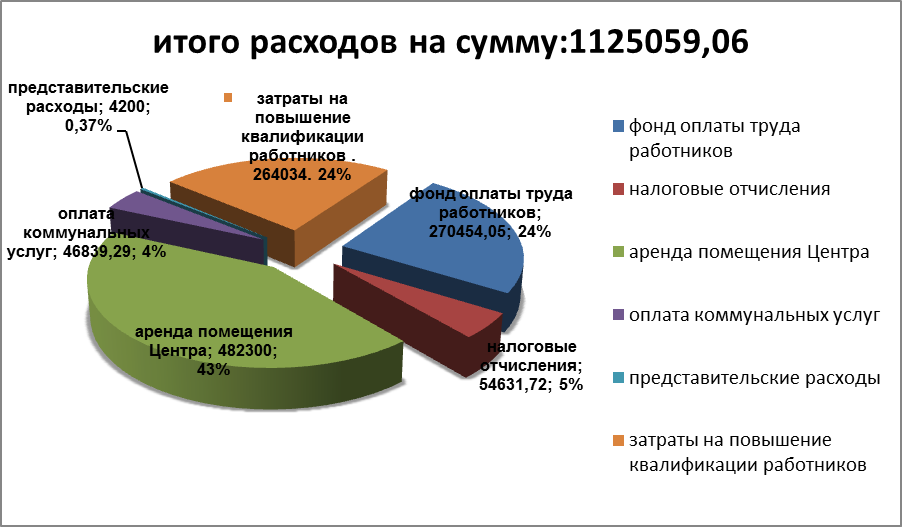 итого расходов на сумму:1125059,06
представительские
расходы; 4200;
0,37%
затраты на
повышение
квалификации
работников .
264034. 24%
фонд оплаты труда
работников;
270454,05; 24%
оплата
коммунальных
услуг; 46839,29; 4%
аренда помещения
Центра; 482300;
43%
налоговые
отчисления;
54631,72; 5%
фонд оплаты труда
работников
налоговые отчисления
аренда помещения Центра
оплата коммунальных услуг
представительские расходы
затраты на повышение
квалификации работников